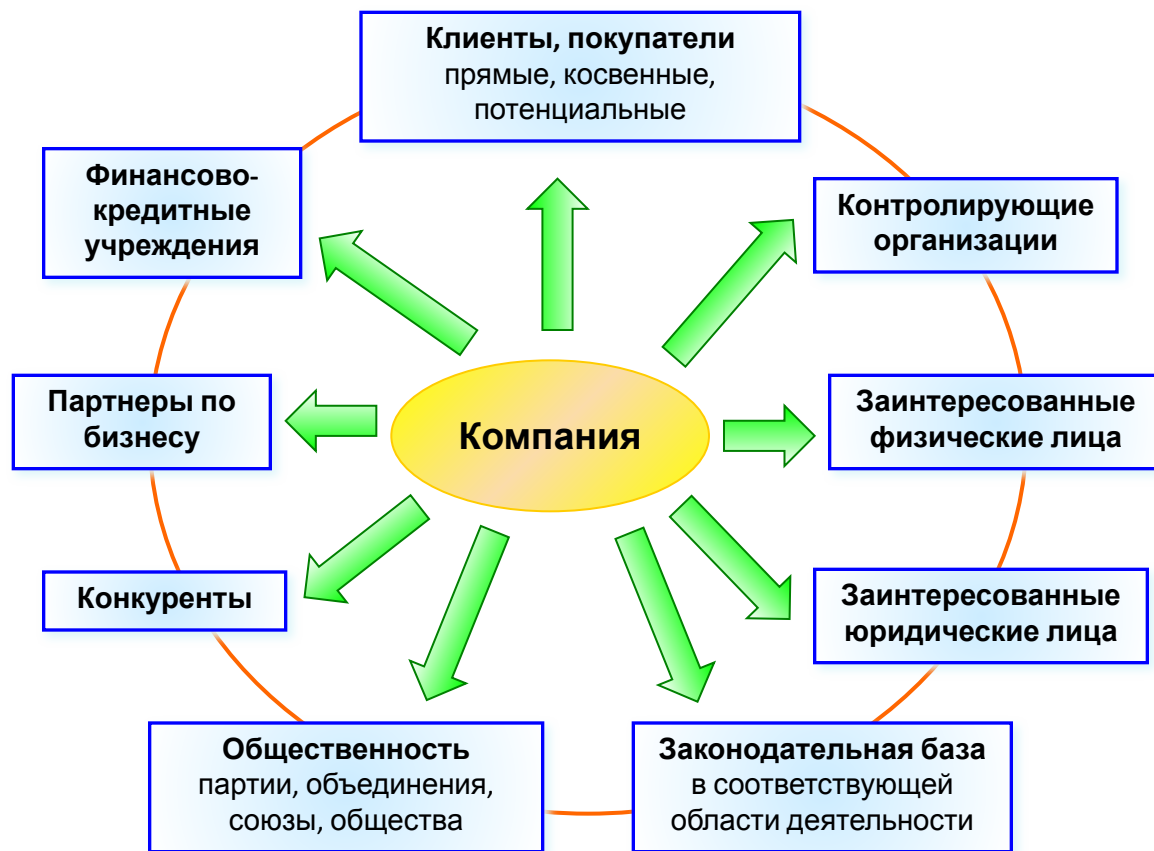 Клиенты, покупатели
прямые, косвенные,
потенциальные
Финансово-
кредитные
учреждения
Контролирующие
организации
Партнеры по
бизнесу
Компания
Заинтересованные
физические лица
Конкуренты
Заинтересованные
юридические лица
Общественность
партии, объединения,
союзы, общества
Законодательная база
в соответствующей
области деятельности